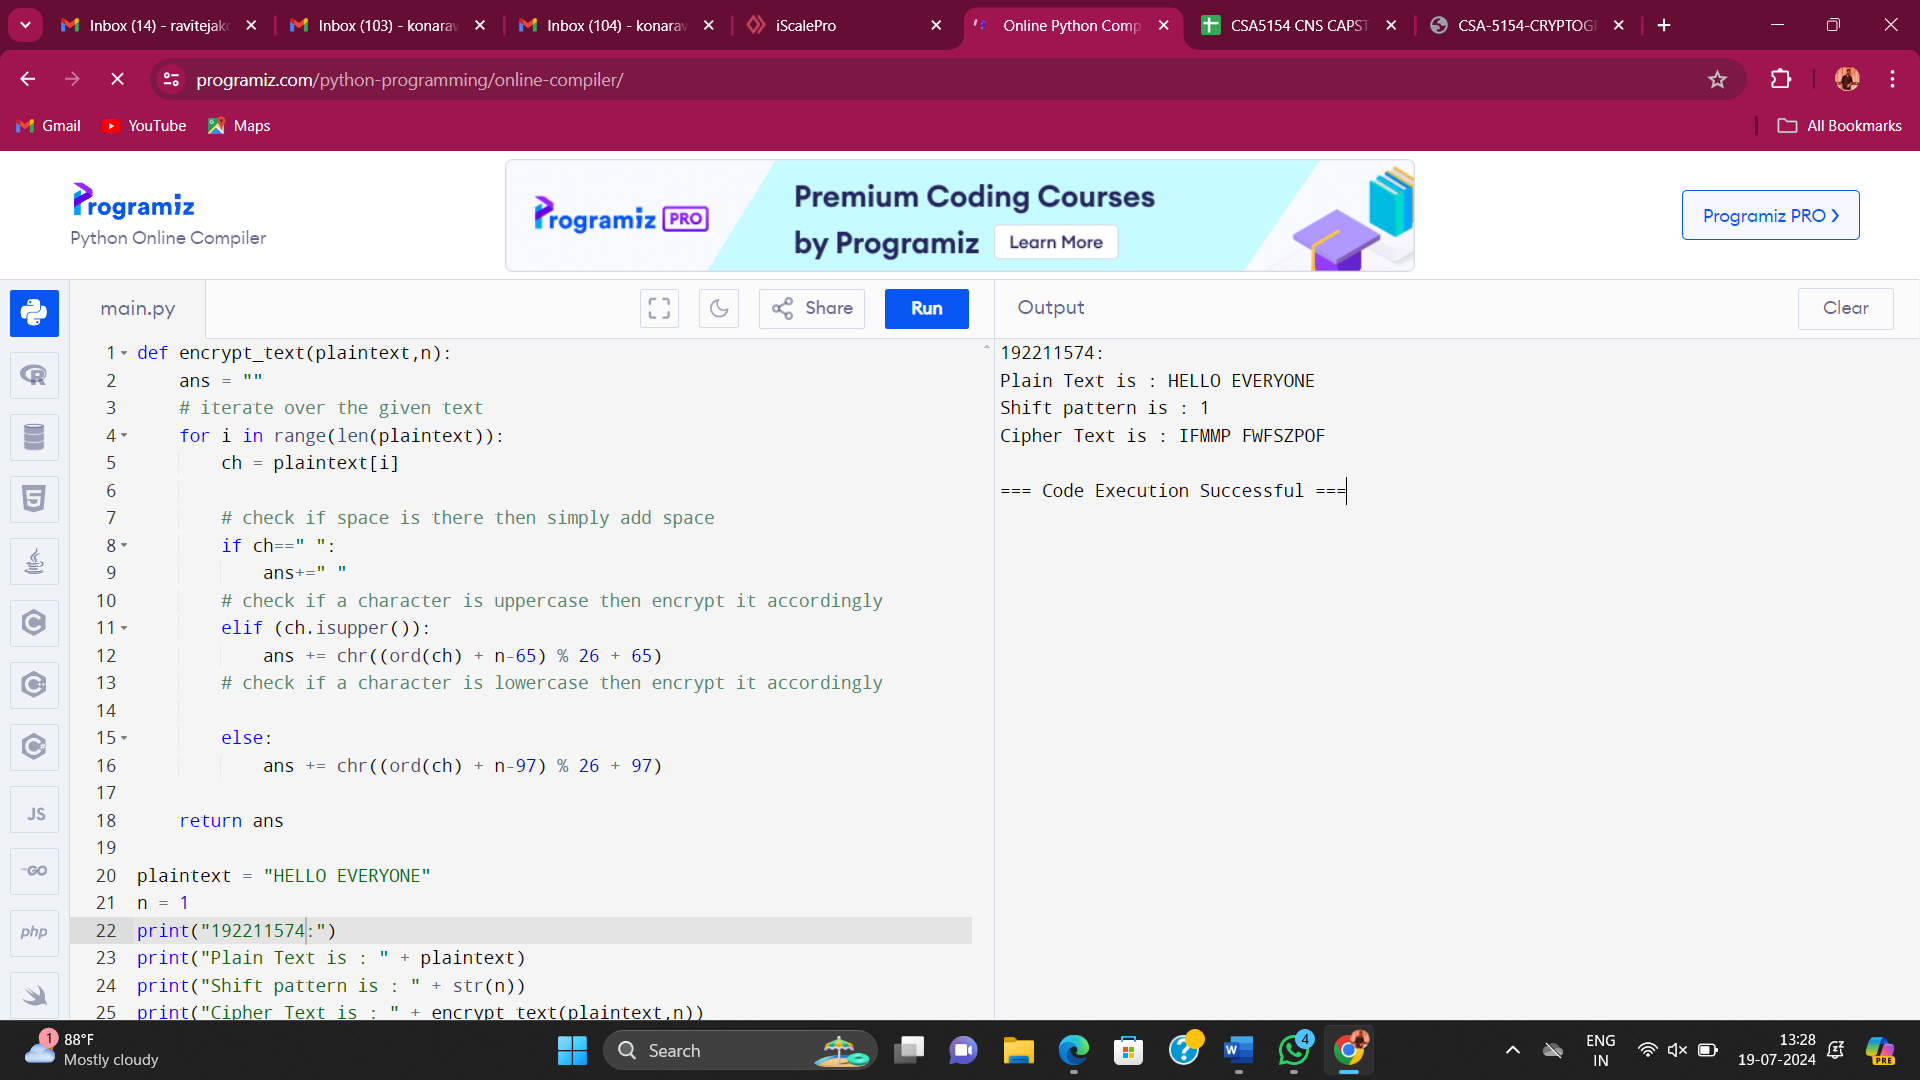 Inbox (14) - ravitejak
Inbox (103) - konarav
Inbox (104) - konarav
iScalePro
Online Python Comp
CSA5154 CNS CAPST
CSA-5154-CRYPTOG
programiz.com/python-programming/online-compiler/
Gmail
YouTube
Maps
All Bookmarks
Programiz
Python Online Compiler
Programiz PRO
Premium Coding Courses
by Programiz
Learn More
Programiz PRO
main.py
Share
Run
Output
Clear
1 def encrypt_text(plaintext,n):
2 ans = ""
3 # iterate over the given text
4 for i in range(len(plaintext)):
5 ch = plaintext[i]
6
7 # check if space is there then simply add space
8 if ch==" ":
9 ans+=" "
10 # check if a character is uppercase then encrypt it accordingly
11 elif (ch.isupper()):
12 ans += chr((ord(ch) + n-65) % 26 + 65)
13 # check if a character is lowercase then encrypt it accordingly
14
15 else:
16 ans += chr((ord(ch) + n-97) % 26 + 97)
17
18 return ans
19
20 plaintext = "HELLO EVERYONE"
21 n = 1
22 print("192211574:")
23 print("Plain Text is : " + plaintext)
24 print("Shift pattern is : " + str(n))
25 print("Cipher Text is : " + encrypt_text(plaintext,n))
192211574:
Plain Text is : HELLO EVERYONE
Shift pattern is : 1
Cipher Text is : IFMMP FWFSZPOF
=== Code Execution Successful ===
JS
GO
php
1
88°F
Mostly cloudy
Search
W
4
ENG
IN
13:28
19-07-2024
PRE